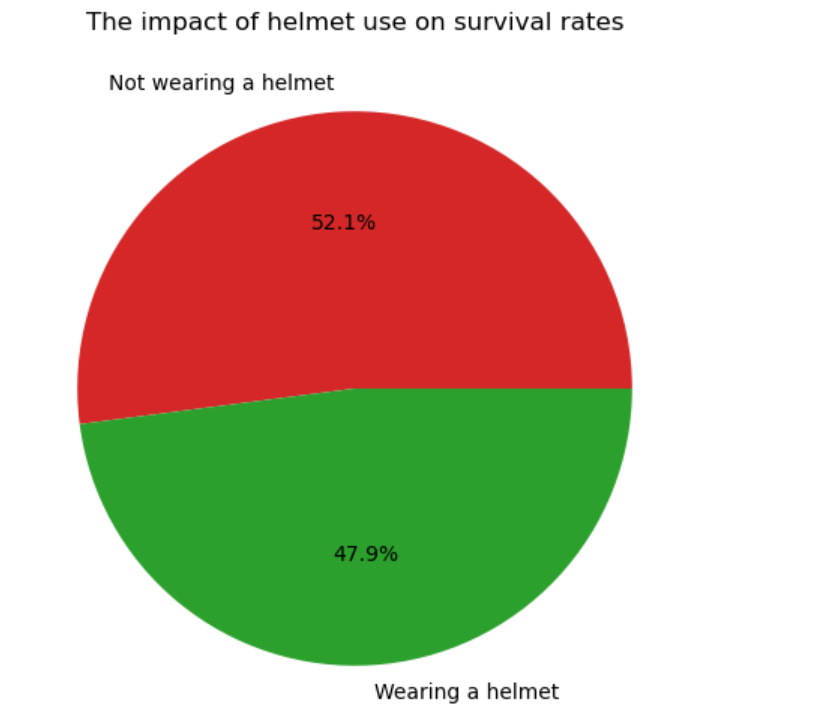 The impact of helmet use on survival rates
Not wearing a helmet
52.1%
47.9%
Wearing a helmet